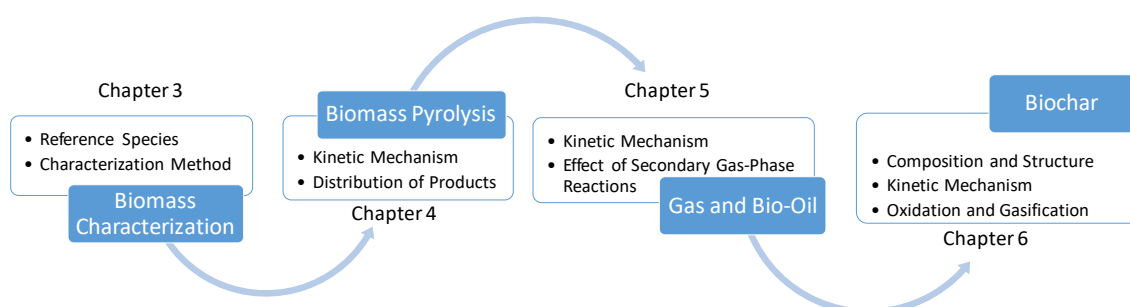 Chapter 3
• Reference Species
• Characterization Method
Biomass
Characterization
Biomass Pyrolysis
• Kinetic Mechanism
• Distribution of Products
Chapter 4
Chapter 5
• Kinetic Mechanism
• Effect of Secondary Gas-Phase
Reactions
Gas and Bio-Oil
Biochar
• Composition and Structure
• Kinetic Mechanism
• Oxidation and Gasification
Chapter 6